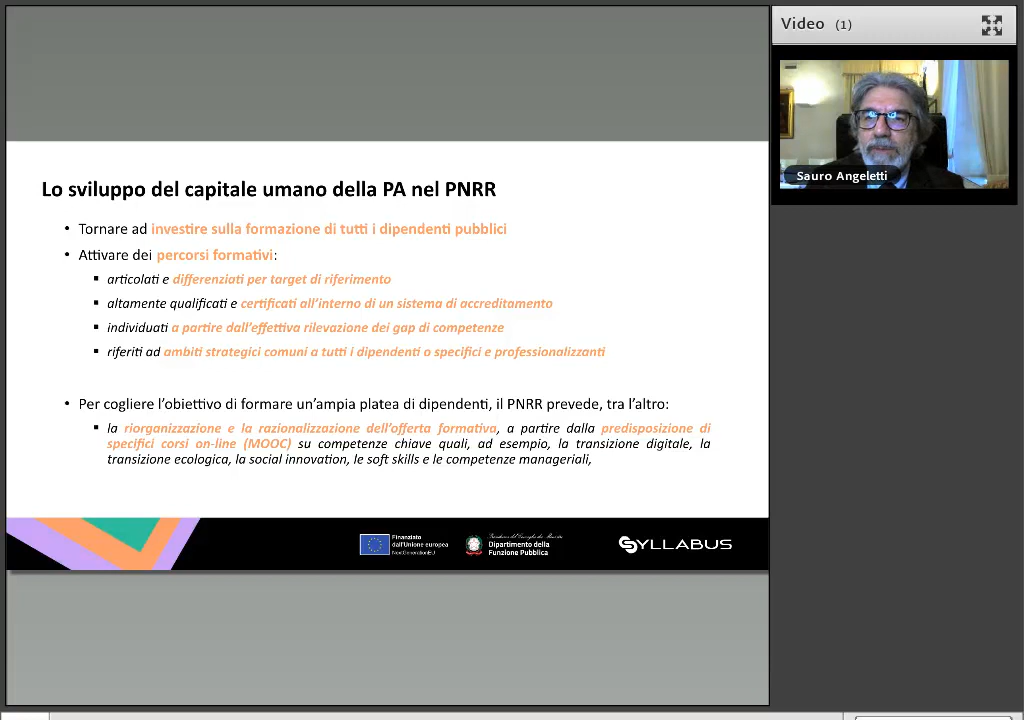 Video (1)
Sauro Angeletti
Lo sviluppo del capitale umano della PA nel PNRR
• Tornare ad investire sulla formazione di tutti i dipendenti pubblici
• Attivare dei percorsi formativi:
▪ articolati e differenziati per target di riferimento
▪ altamente qualificati e certificati all'interno di un sistema di accreditamento
▪ individuati a partire dall'effettiva rilevazione dei gap di competenze
▪ riferiti ad ambiti strategici comuni a tutti i dipendenti o specifici e professionalizzanti
• Per cogliere l'obiettivo di formare un'ampia platea di dipendenti, il PNRR prevede, tra l'altro:
▪ la riorganizzazione e la razionalizzazione dell'offerta formativa, a partire dalla predisposizione di
specifici corsi on-line (MOOC) su competenze chiave quali, ad esempio, la transizione digitale, la
transizione ecologica, la social innovation, le soft skills e le competenze manageriali,
Finanziato
dall'Unione europea
NextGenerationEU
Dipartimento della
Funzione Pubblica
SYLLABUS